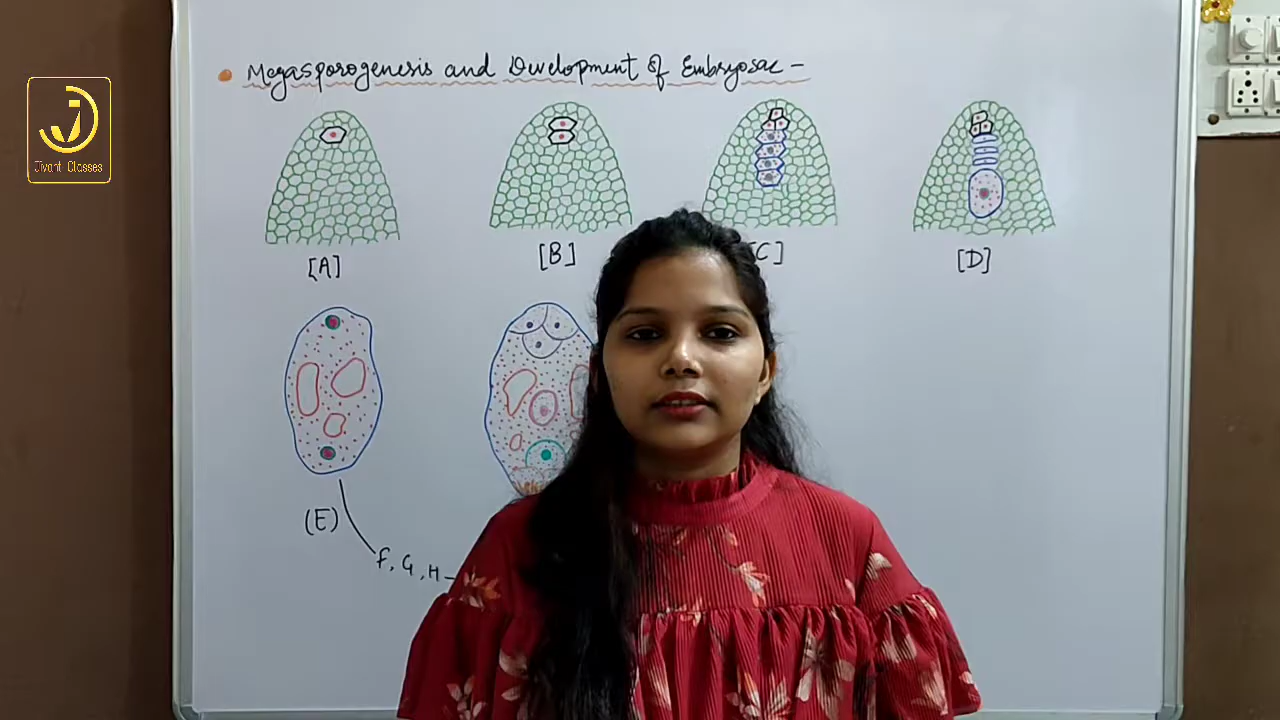 Megasporogenesis and Development of Embryosac -
Jivant Classes
[A]
[B]
[C]
[D]
(E)
F, G, H -